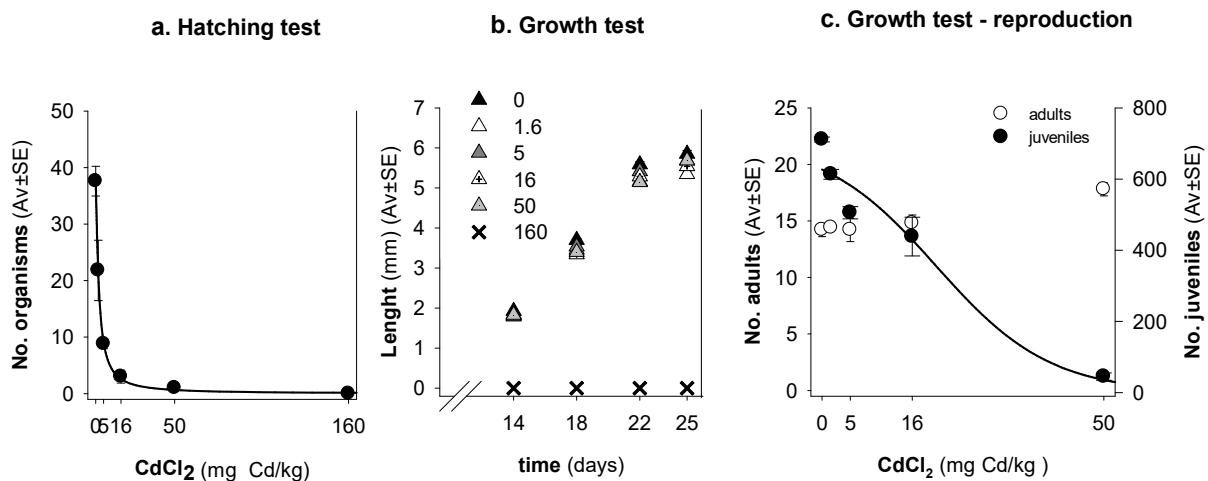 a. Hatching test
b. Growth test
c. Growth test - reproduction
No. organisms (Av±SE)
50
40
30
20
10
0
0 5 16 50 160
CdCl2 (mg Cd/kg)
Lenght (mm) (Av±SE)
7
6
5
4
3
2
1
0
0
1.6
5
16
50
160
14 18 22 25
time (days)
No. adults (Av±SE)
25
20
15
10
5
0
adults
juveniles
800
600
400
200
0
No. juveniles (Av±SE)
0 5 16 50
CdCl2 (mg Cd/kg )